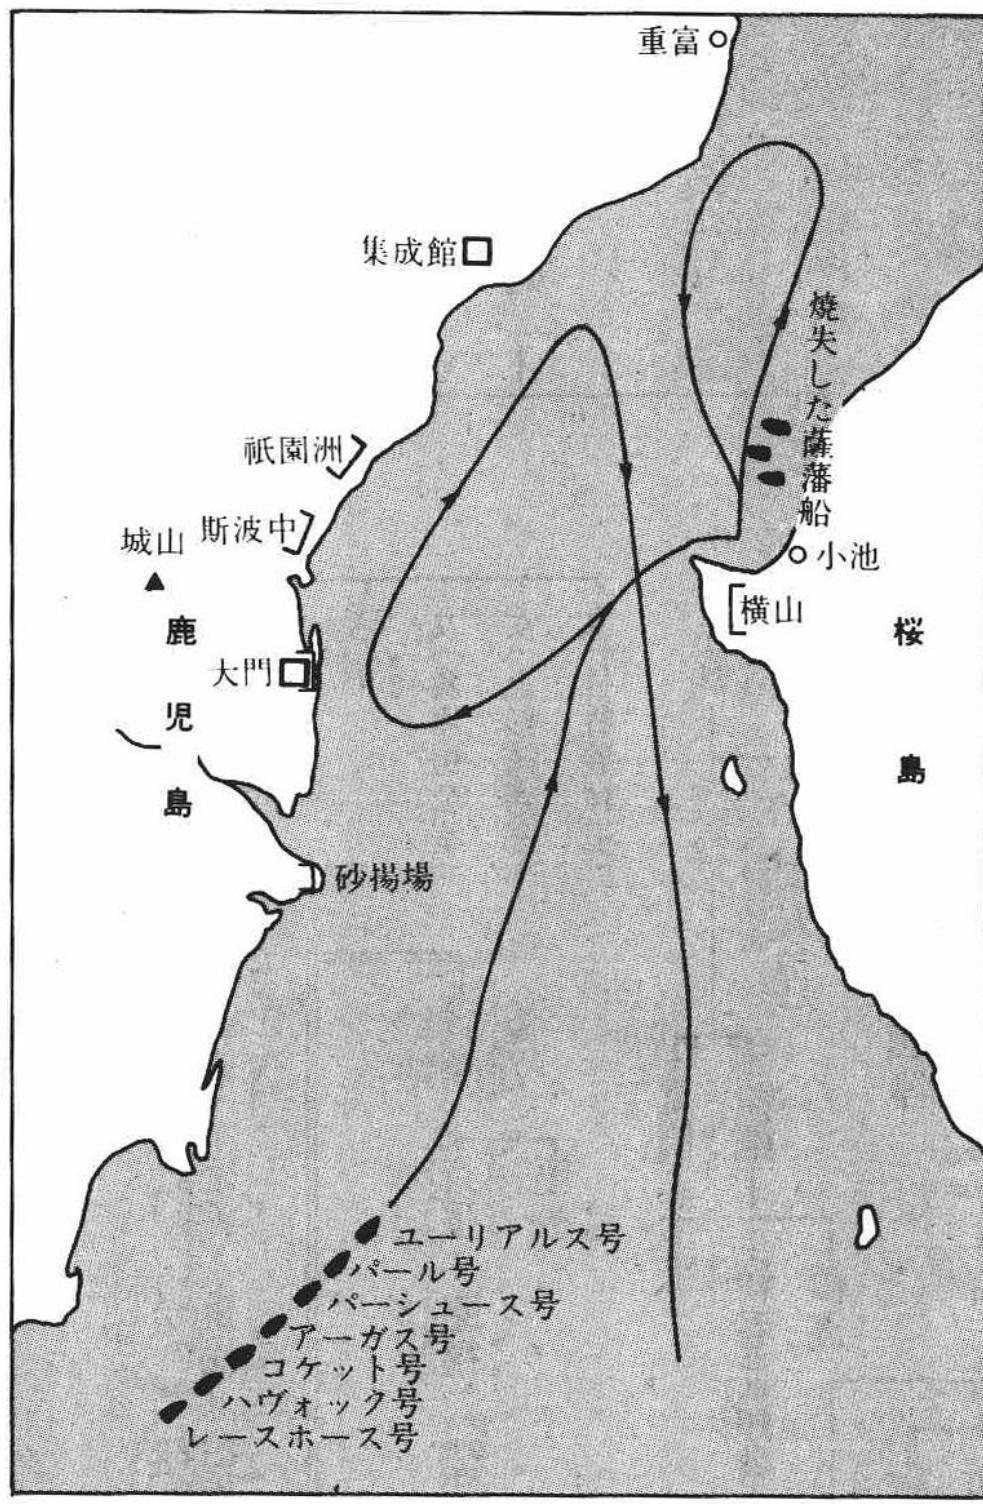 重富
集成館
焼失した薩藩船
祇園洲
斯波中
城山
小池
横山
鹿児島
桜島
大門
砂揚場
ユーリアルス号
パール号
パーシュース号
アーガス号
コケット号
ハヴォック号
レースホース号